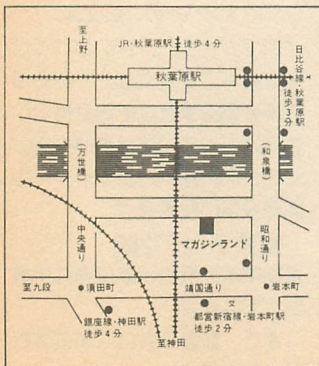 至上野
JR・秋葉原駅
徒歩4分
秋葉原駅
日比谷線・秋葉原駅
徒歩3分
(万世橋)
(和泉橋)
中央通り
マガジンランド
昭和通り
至九段
須田町
靖国通り
岩本町
文
銀座線・神田駅
徒歩4分
都営新宿線・岩本町駅
徒歩2分
至神田